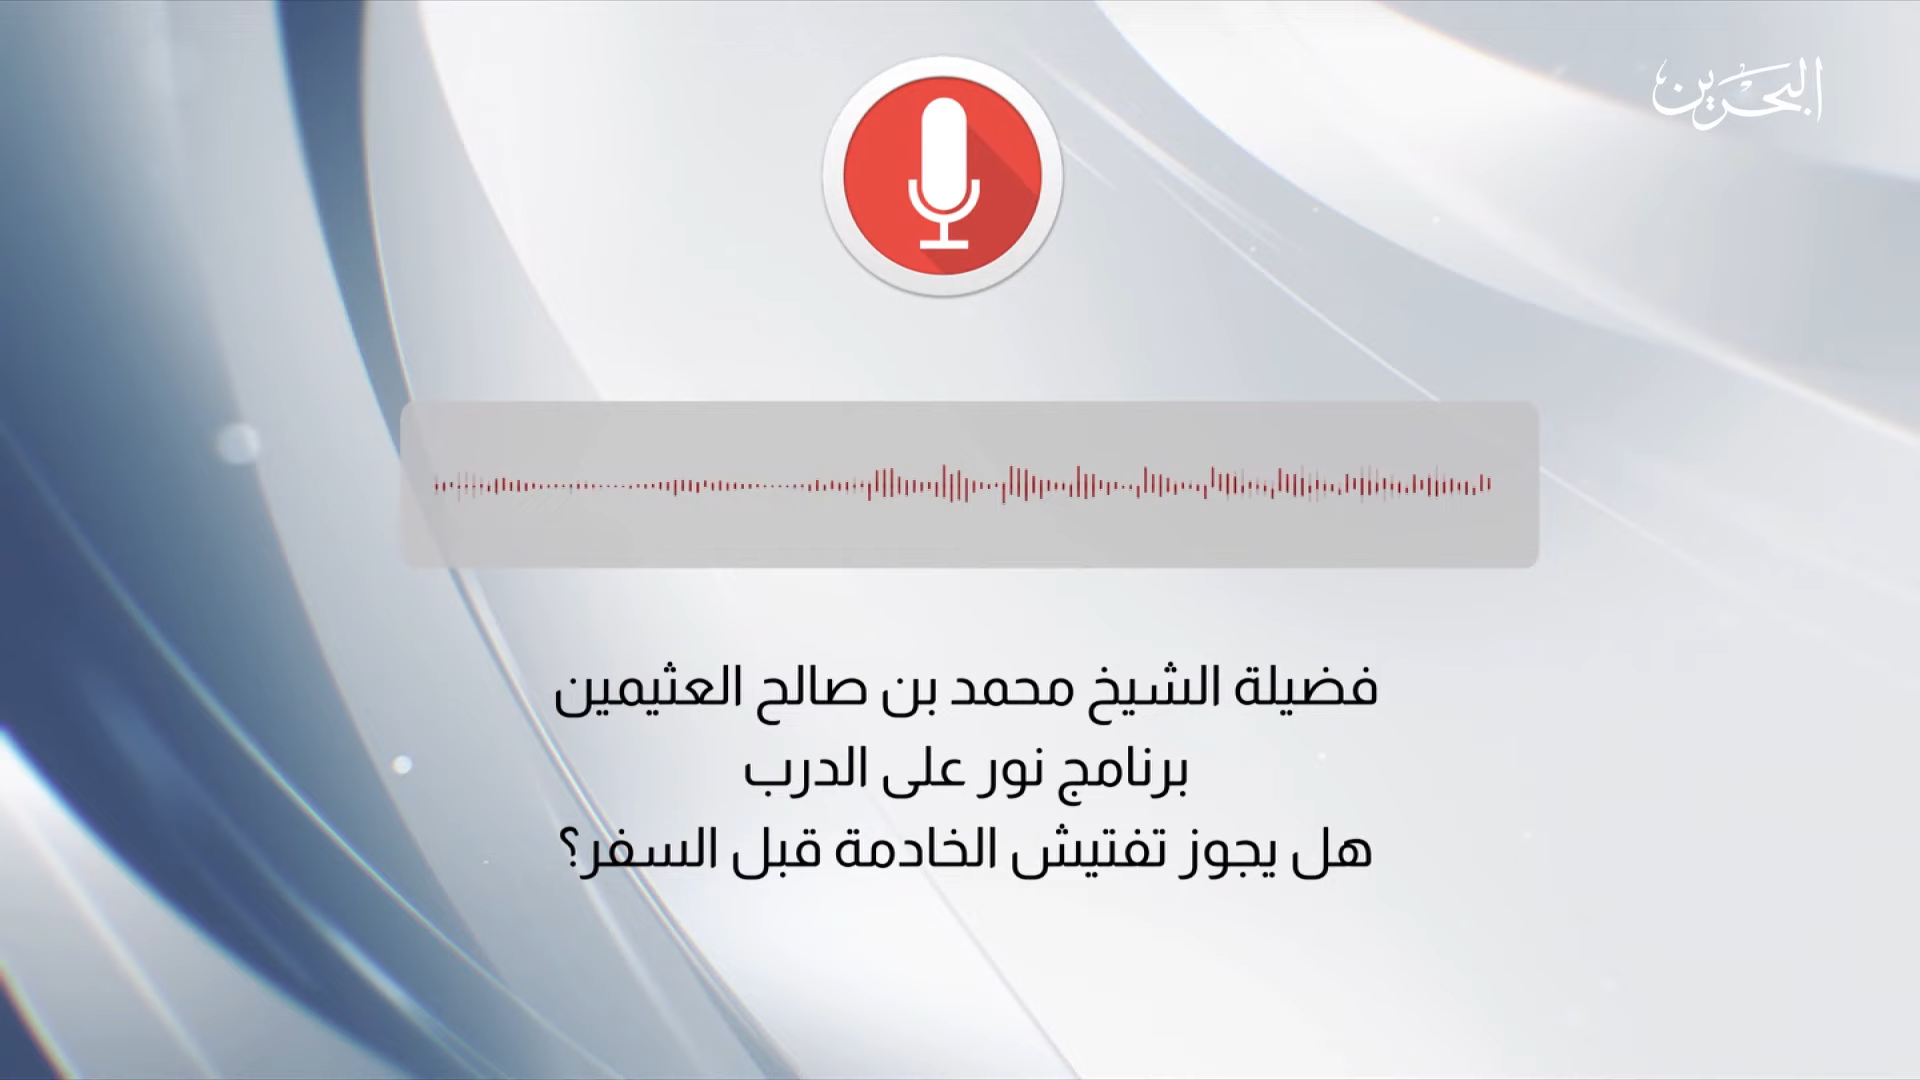 البحرين
فضيلة الشيخ محمد بن صالح العثيمين
برنامج نور على الدرب
هل يجوز تفتيش الخادمة قبل السفر؟